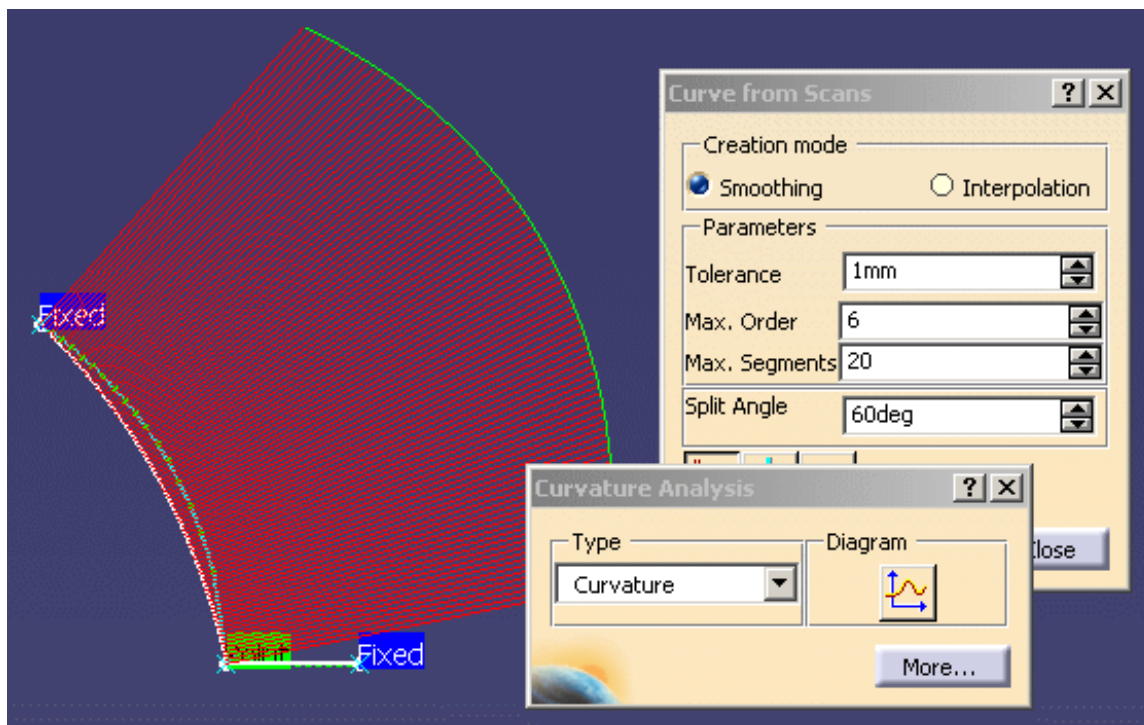 Curve from Scans
Creation mode
Smoothing
Interpolation
Parameters
Tolerance
1mm
Max. Order
6
Max. Segments
20
Split Angle
60deg
Close
Curvature Analysis
Type
Curvature
Diagram
More...
Fixed
Fixed